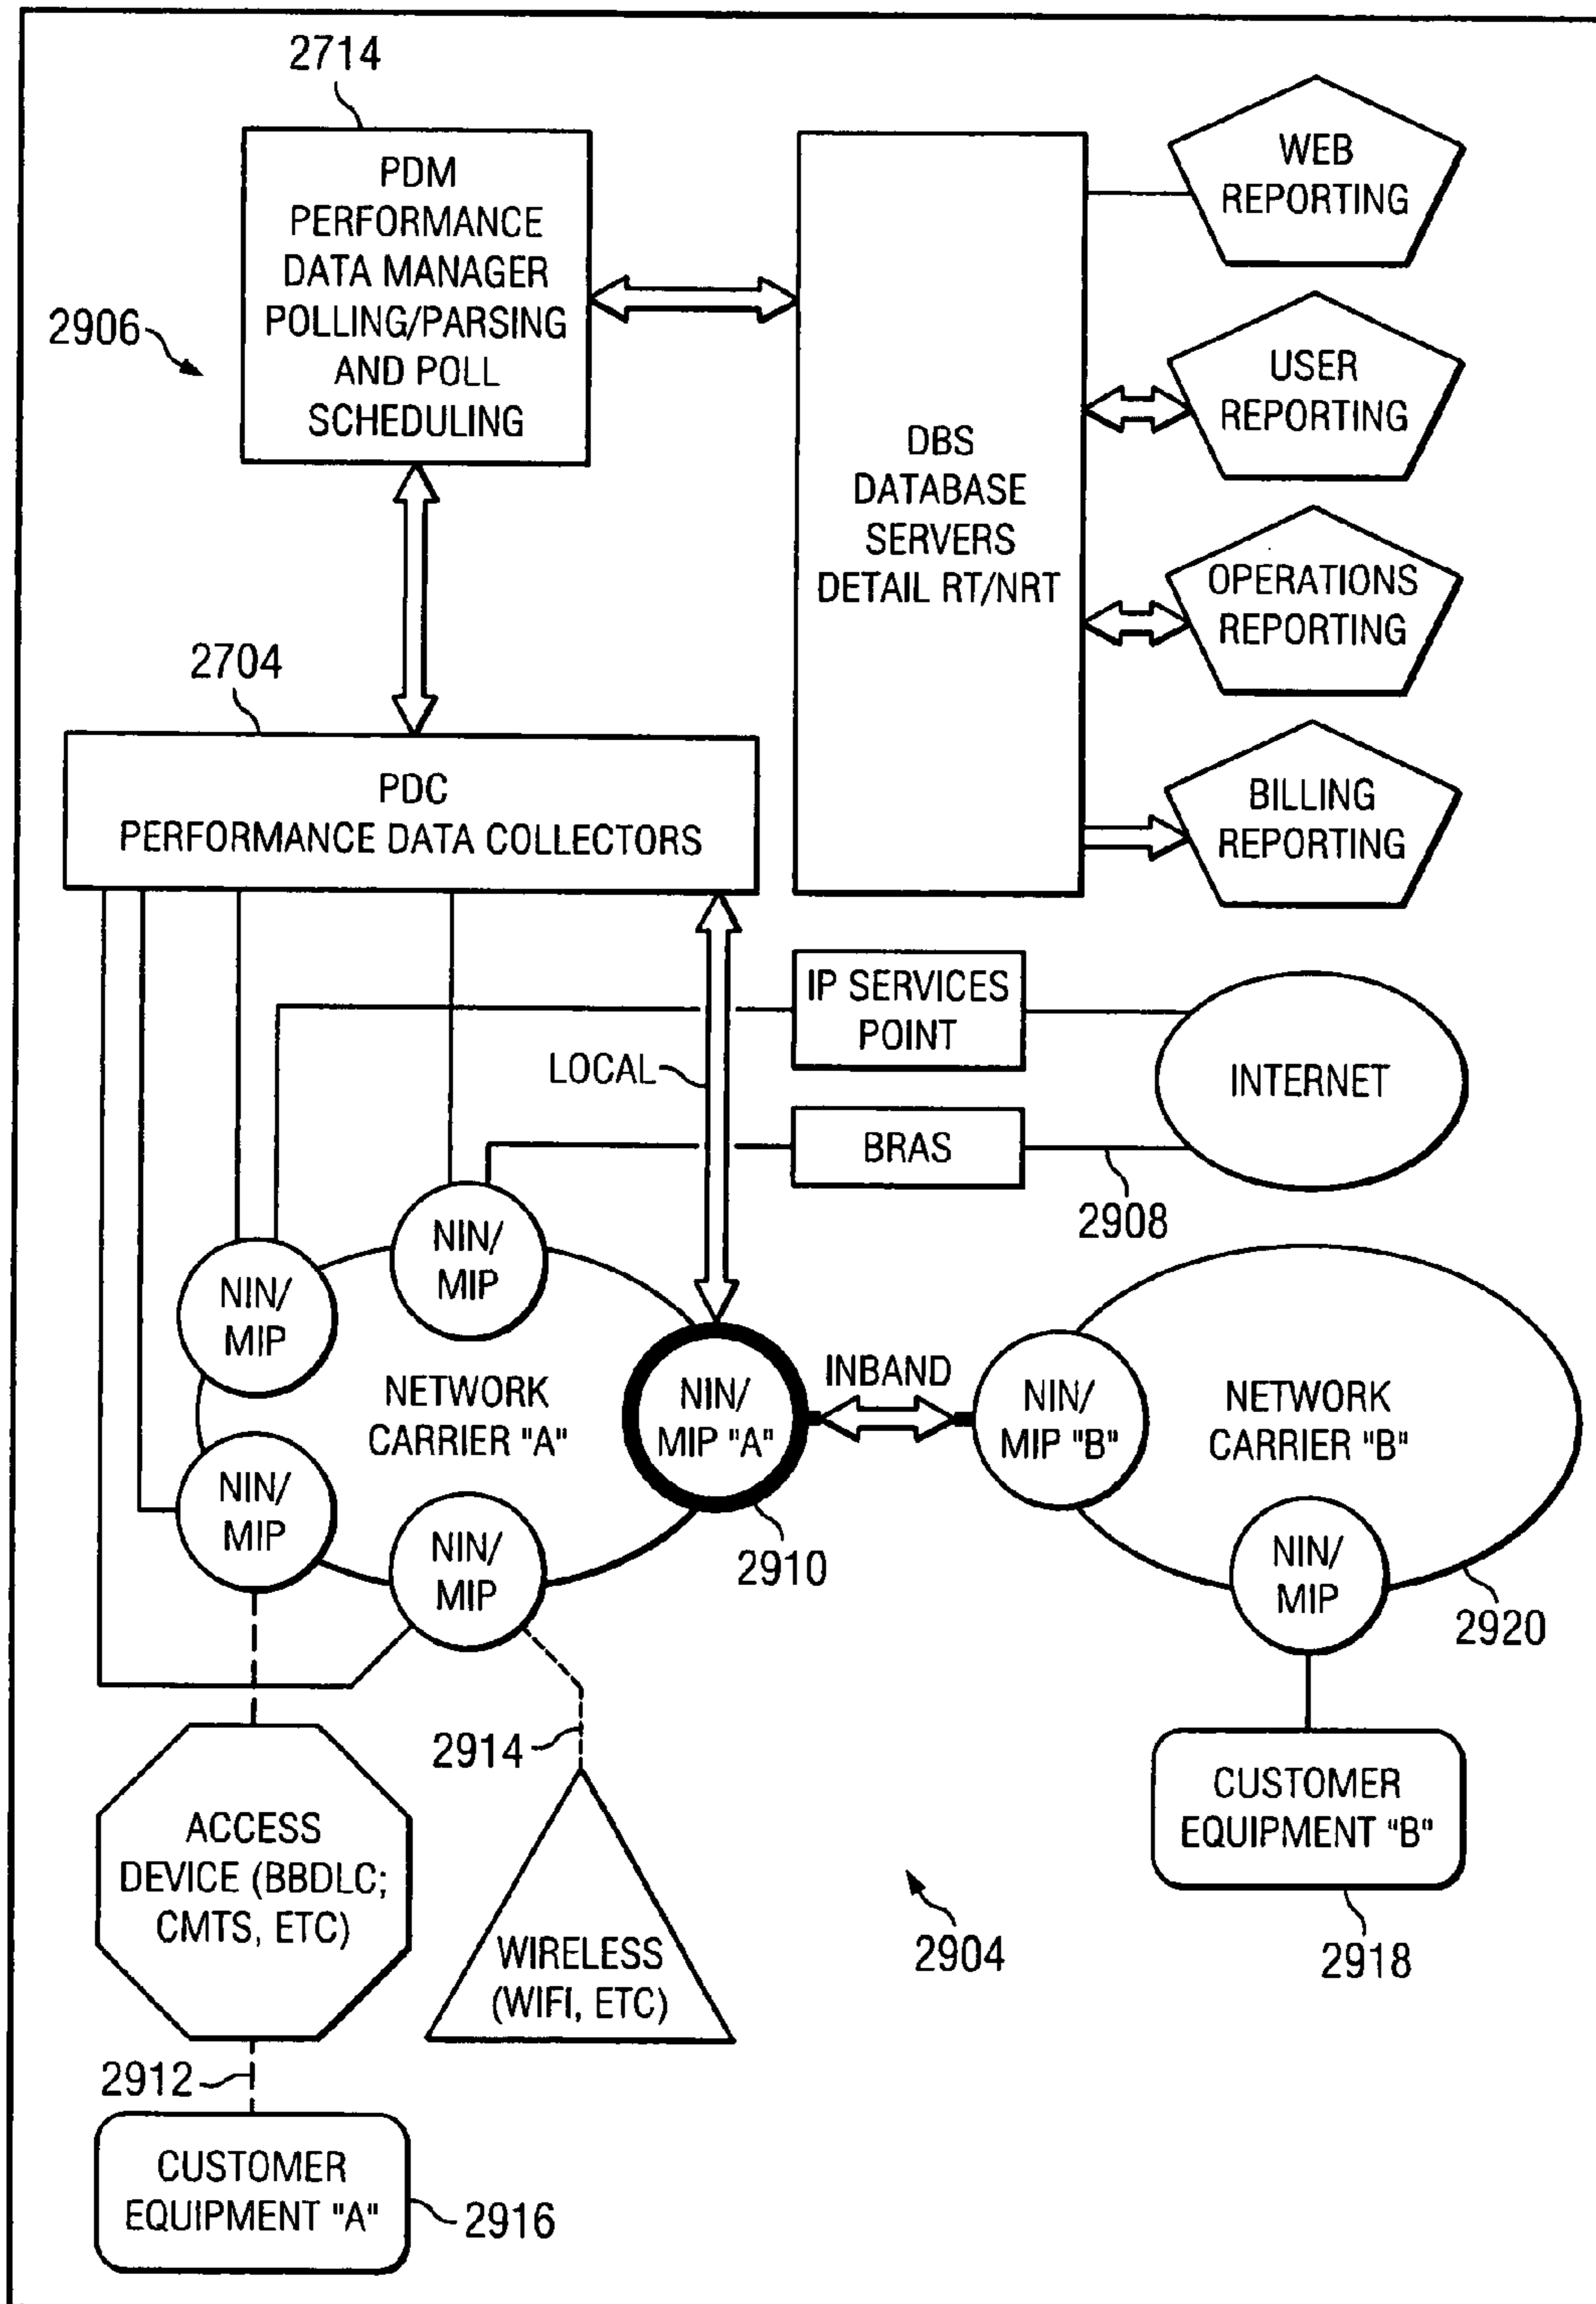 2714
PDM
PERFORMANCE
DATA MANAGER
POLLING/PARSING
AND POLL
SCHEDULING
2906
DBS
DATABASE
SERVERS
DETAIL RT/NRT
WEB
REPORTING
USER
REPORTING
OPERATIONS
REPORTING
BILLING
REPORTING
2704
PDC
PERFORMANCE DATA COLLECTORS
IP SERVICES
POINT
LOCAL
INTERNET
BRAS
2908
NIN/
MIP
NIN/
MIP
NETWORK
CARRIER "A"
NIN/
MIP "A"
INBAND
NIN/
MIP "B"
NETWORK
CARRIER "B"
NIN/
MIP
NIN/
MIP
2910
NIN/
MIP
2920
2914
ACCESS
DEVICE (BBDLC;
CMTS, ETC)
WIRELESS
(WIFI, ETC)
2904
CUSTOMER
EQUIPMENT "B"
2918
2912
CUSTOMER
EQUIPMENT "A"
2916